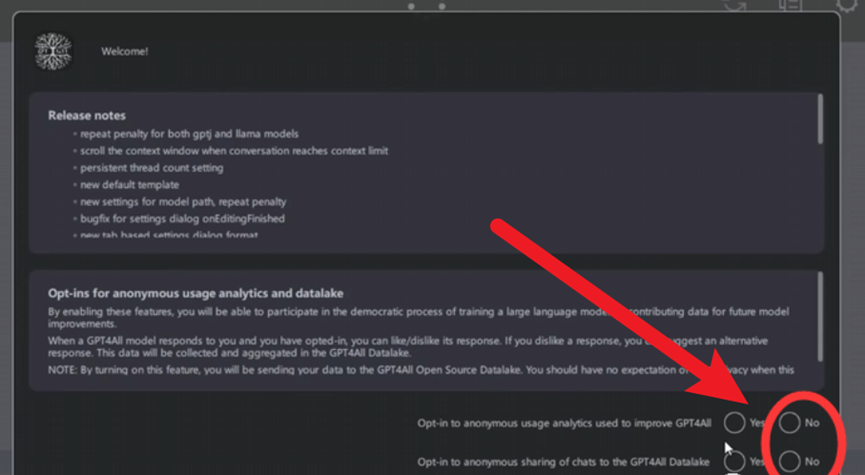 Welcome!
Release notes
• repeat penalty for both gptj and llama models
• scroll the context window when conversation reaches context limit
• persistent thread count setting
• new default template
• new settings for model path, repeat penalty
• bugfix for settings dialog onEditingFinished
• new tab based settings dialog format
Opt-ins for anonymous usage analytics and datalake
By enabling these features, you will be able to participate in the democratic process of training a large language contributing data for future model
improvements.
When a GPT4All model responds to you and you have opted-in, you can like/dislike its response. If you dislike a response, you suggest an alternative
response. This data will be collected and aggregated in the GPT4All Datalake.
NOTE: By turning on this feature, you will be sending your data to the GPT4All Open Source Datalake. You should have no expectation when this
Opt-in to anonymous usage analytics used to improve GPT4All Yes No
Opt-in to anonymous sharing of chats to the GPT4All Datalake Yes No